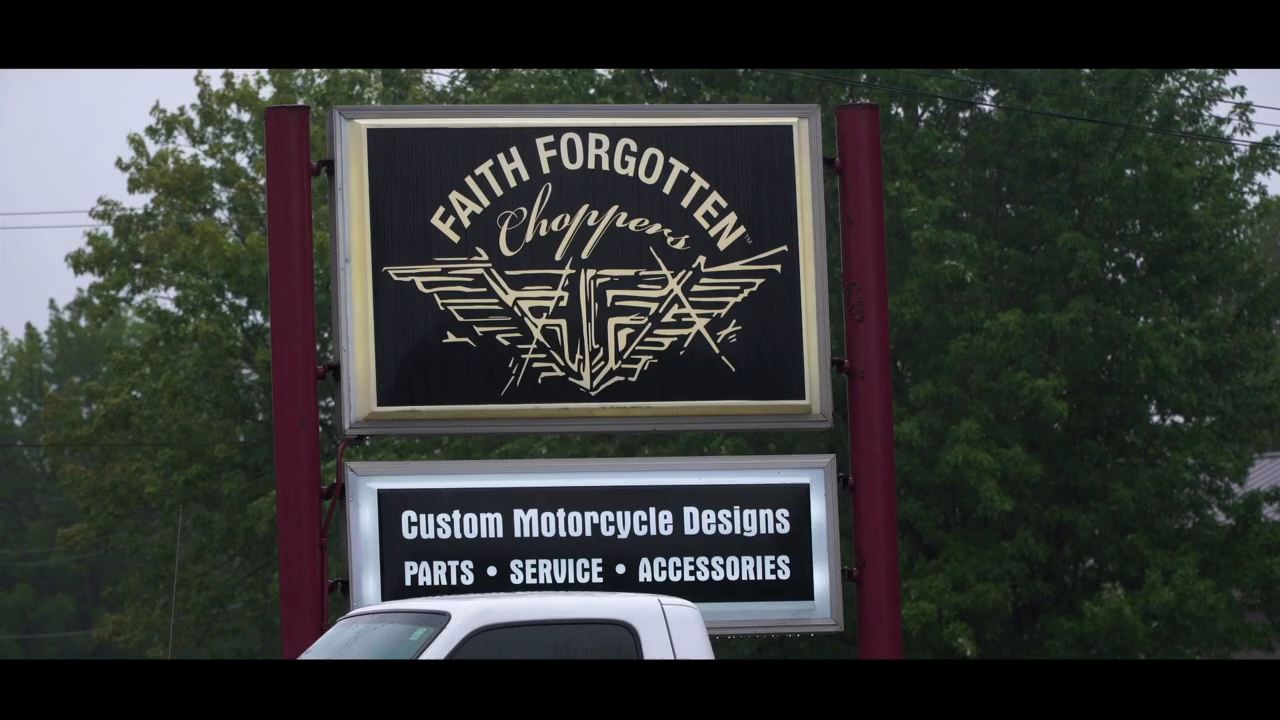 FAITH FORGOTTEN
Choppers
Custom Motorcycle Designs
PARTS • SERVICE • ACCESSORIES